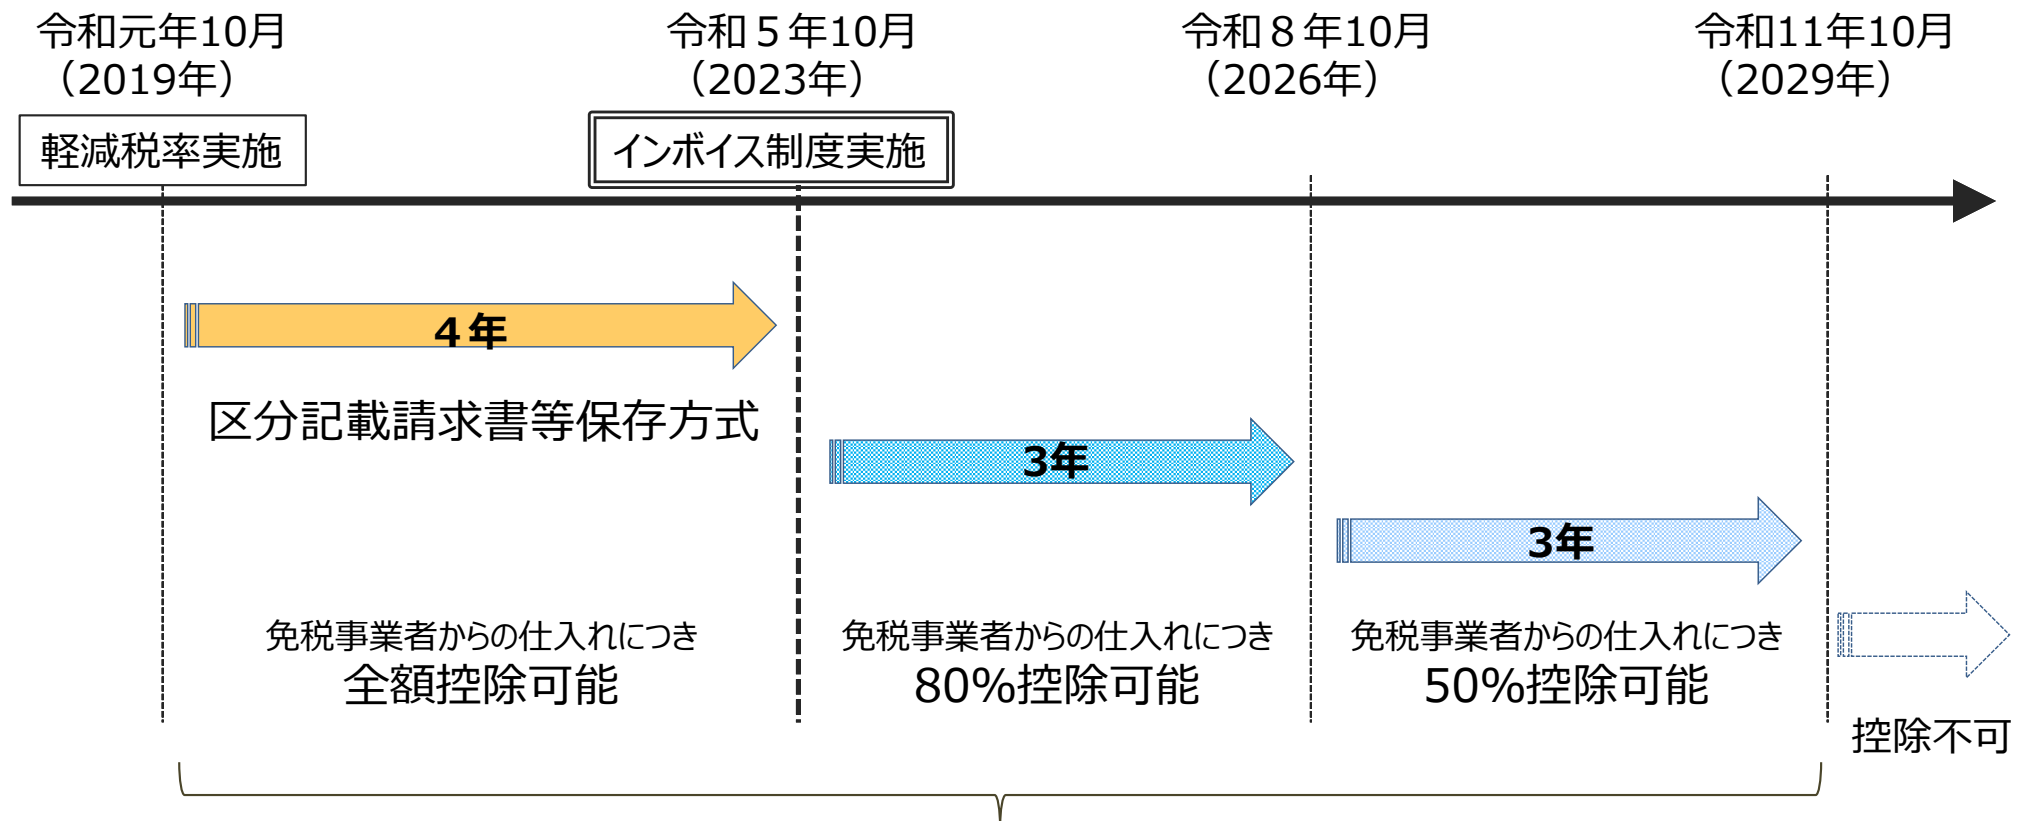 令和元年10月
（2019年）
令和５年10月
（2023年）
令和８年10月
（2026年）
令和11年10月
（2029年）
軽減税率実施
インボイス制度実施
４年
区分記載請求書等保存方式
3年
3年
免税事業者からの仕入れにつき
全額控除可能
免税事業者からの仕入れにつき
80%控除可能
免税事業者からの仕入れにつき
50%控除可能
控除不可